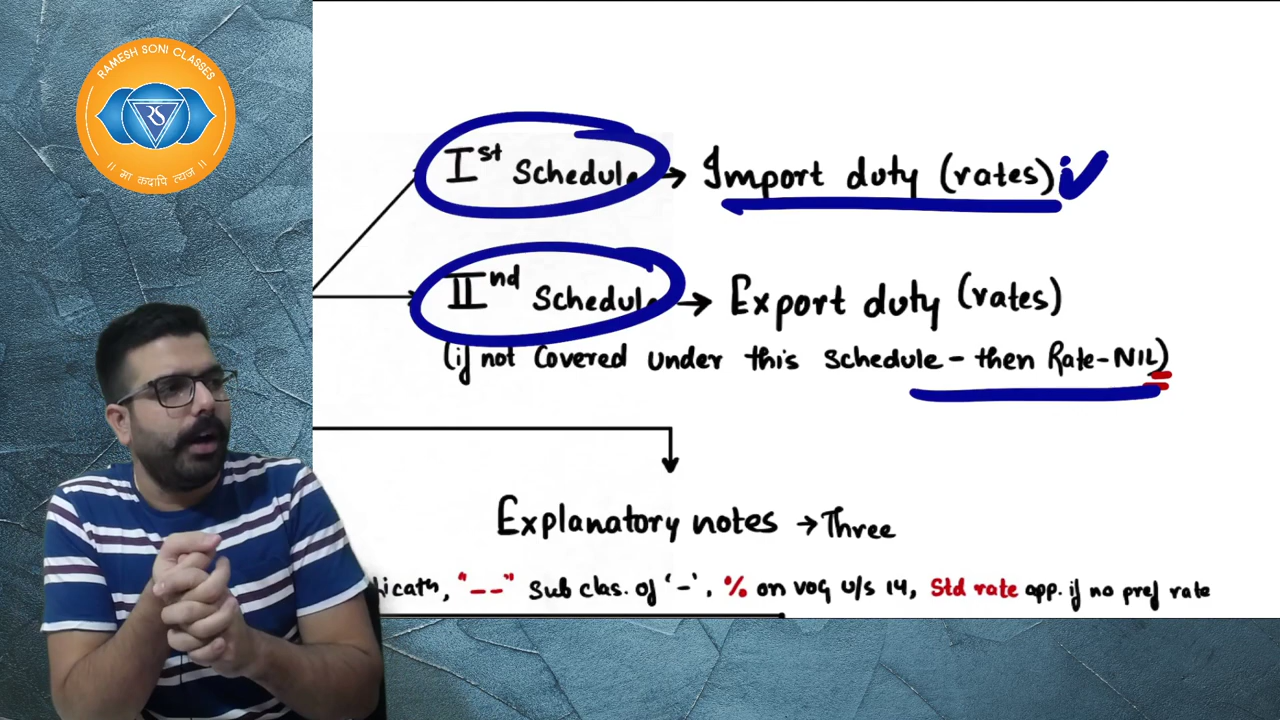 RAMESH SONI CLASSES
॥ मा कदापि त्यज ॥
Ist Schedule → Import duty (rates)
IInd Schedule → Export duty (rates)
(if not Covered under this Schedule - then Rate - NIL)
Explanatory notes → Three
"--" Sub clas. of '-', % on vog u/s 14, Std rate app. if no pref rate